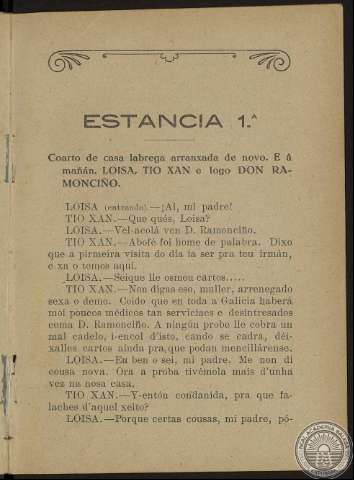 ESTANCIA 1.ª
Coarto de casa labrega arranxada de novo. E á
mañán. LOISA, TIO XAN e logo DON RA-
MONCIÑO.
LOISA (entrando).—¡Ai, mi padre!
TIO XAN.—Que qués, Loisa?
LOISA.—Vel-acolá ven D. Ramonciño.
TIO XAN.—Abofé foi home de palabra. Dixo
que a pirmeira visita do dia ia ser pra teu irmán,
e xa o temos aquí.
LOISA.—Séique lle osmou cartos.....
TIO XAN.—Non digas eso, muller, arrenegado
sexa o demo. Coido que en toda a Galicia haberá
moi poucos médicos tan serviciaes e desintresados
coma D. Ramonciño. A ningún probe lle cobra un
mal cadelo, i-encol d'isto, cando se cadra, déi-
xalles cartos ainda pra que podan mencillárense.
LOISA.—Eu ben o sei, mi padre. Me non di
cousa nova. Ora a proba tivémola mais d'unha
vez na nosa casa.
TIO XAN.—Y-entón condanida, pra que fa-
laches d'aquel xeito?
LOISA.—Porque certas cousas, mi padre, pó-